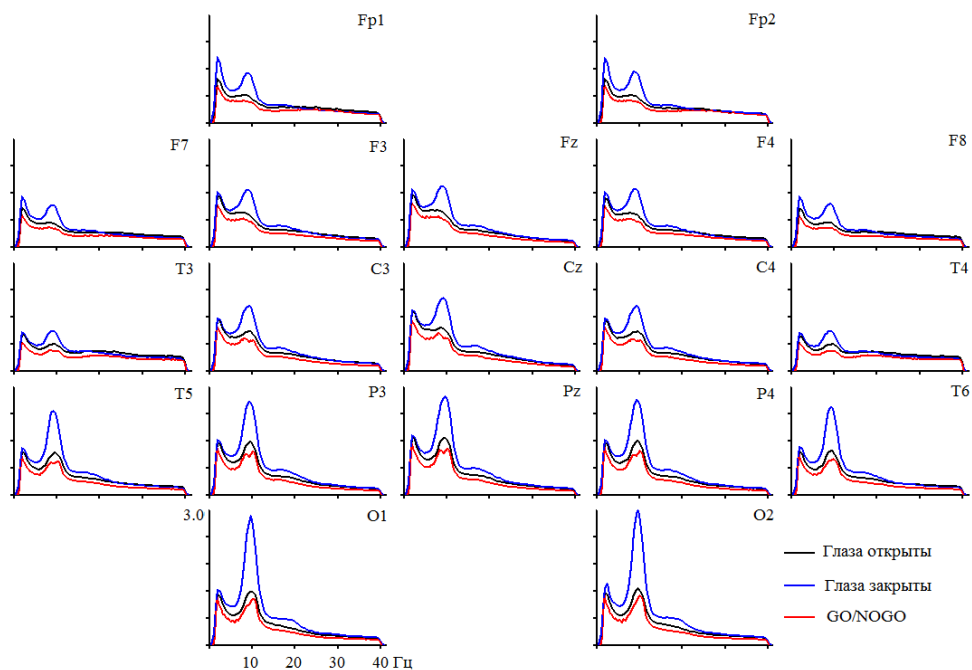 Fp1 Fp2
F7 F3 Fz F4 F8
T3 C3 Cz C4 T4
T5 P3 Pz P4 T6
3.0 O1 O2
Глаза открыты
Глаза закрыты
GO/NOGO
10 20 30 40 Гц